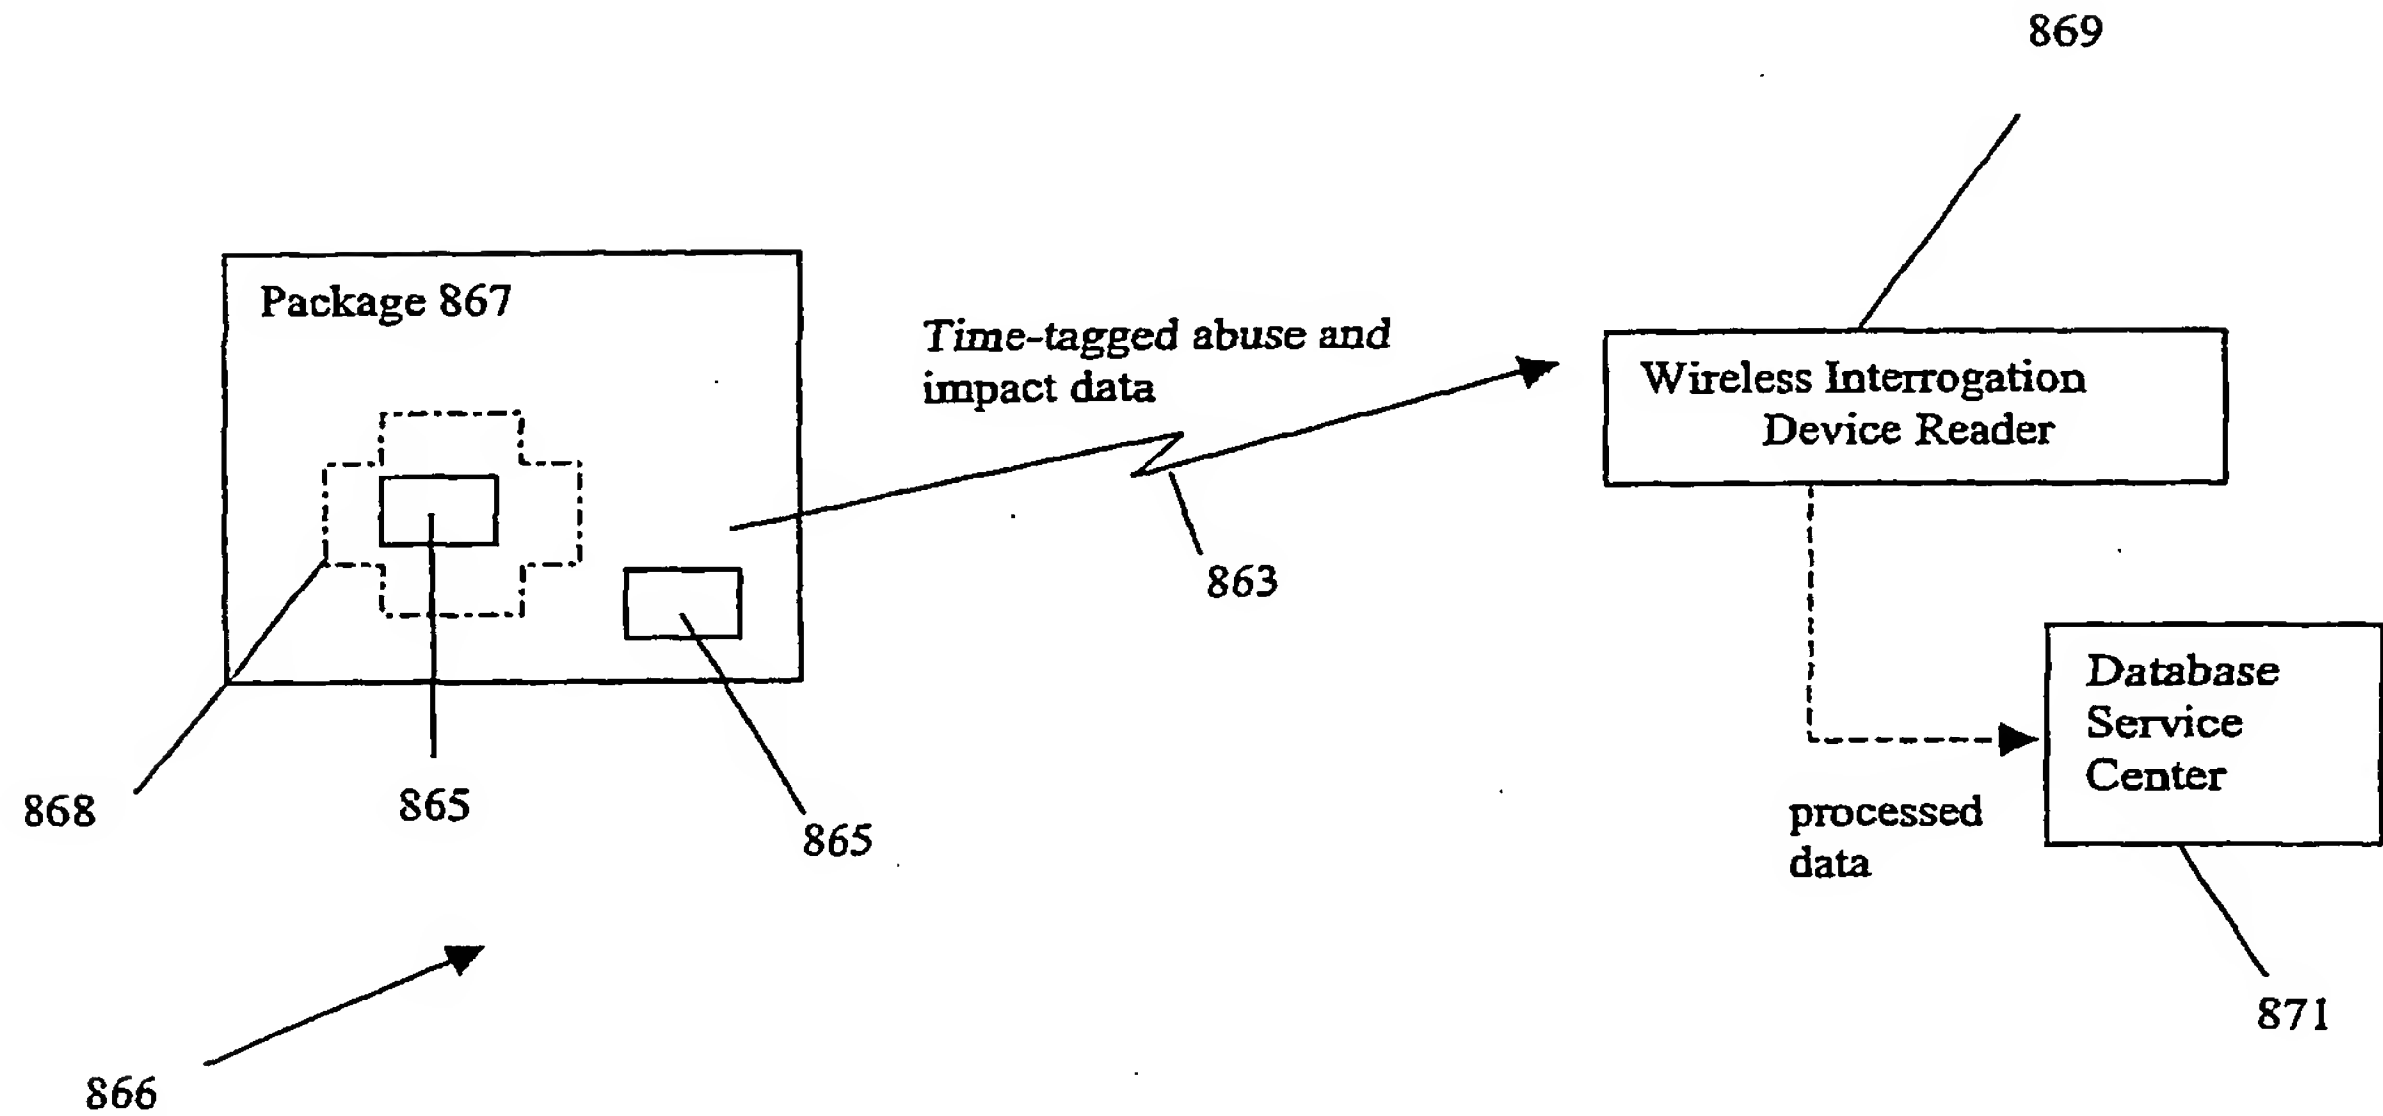 869
Package 867
Time-tagged abuse and
impact data
Wireless Interrogation
Device Reader
863
Database
Service
Center
868
865
865
processed
data
871
866